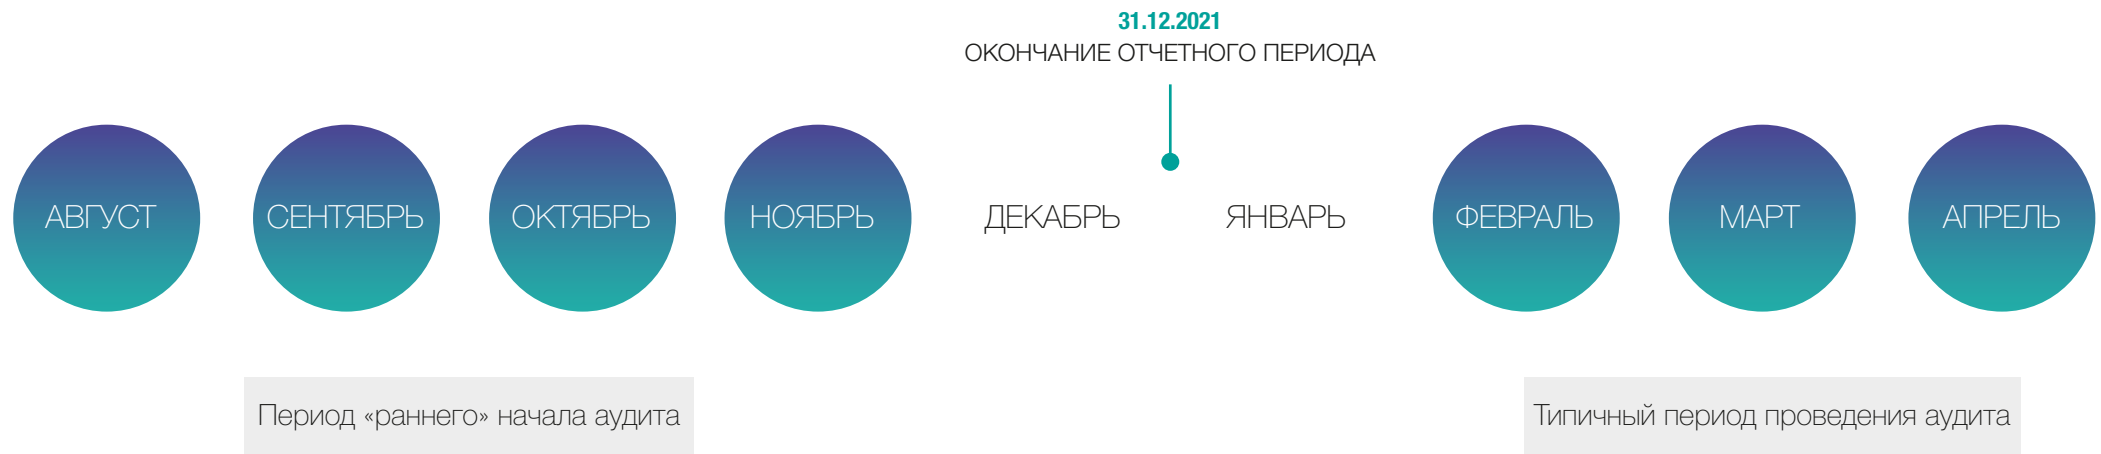 31.12.2021
ОКОНЧАНИЕ ОТЧЕТНОГО ПЕРИОДА
АВГУСТ
СЕНТЯБРЬ
ОКТЯБРЬ
НОЯБРЬ
ДЕКАБРЬ
ЯНВАРЬ
ФЕВРАЛЬ
МАРТ
АПРЕЛЬ
Период «раннего» начала аудита
Типичный период проведения аудита